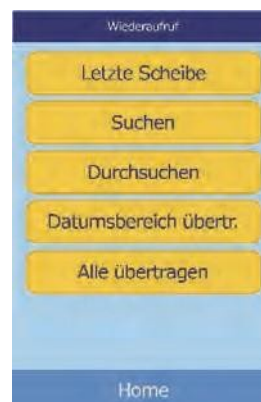 Wiederaufruf
Letzte Scheibe
Suchen
Durchsuchen
Datumsbereich übertr.
Alle übertragen
Home